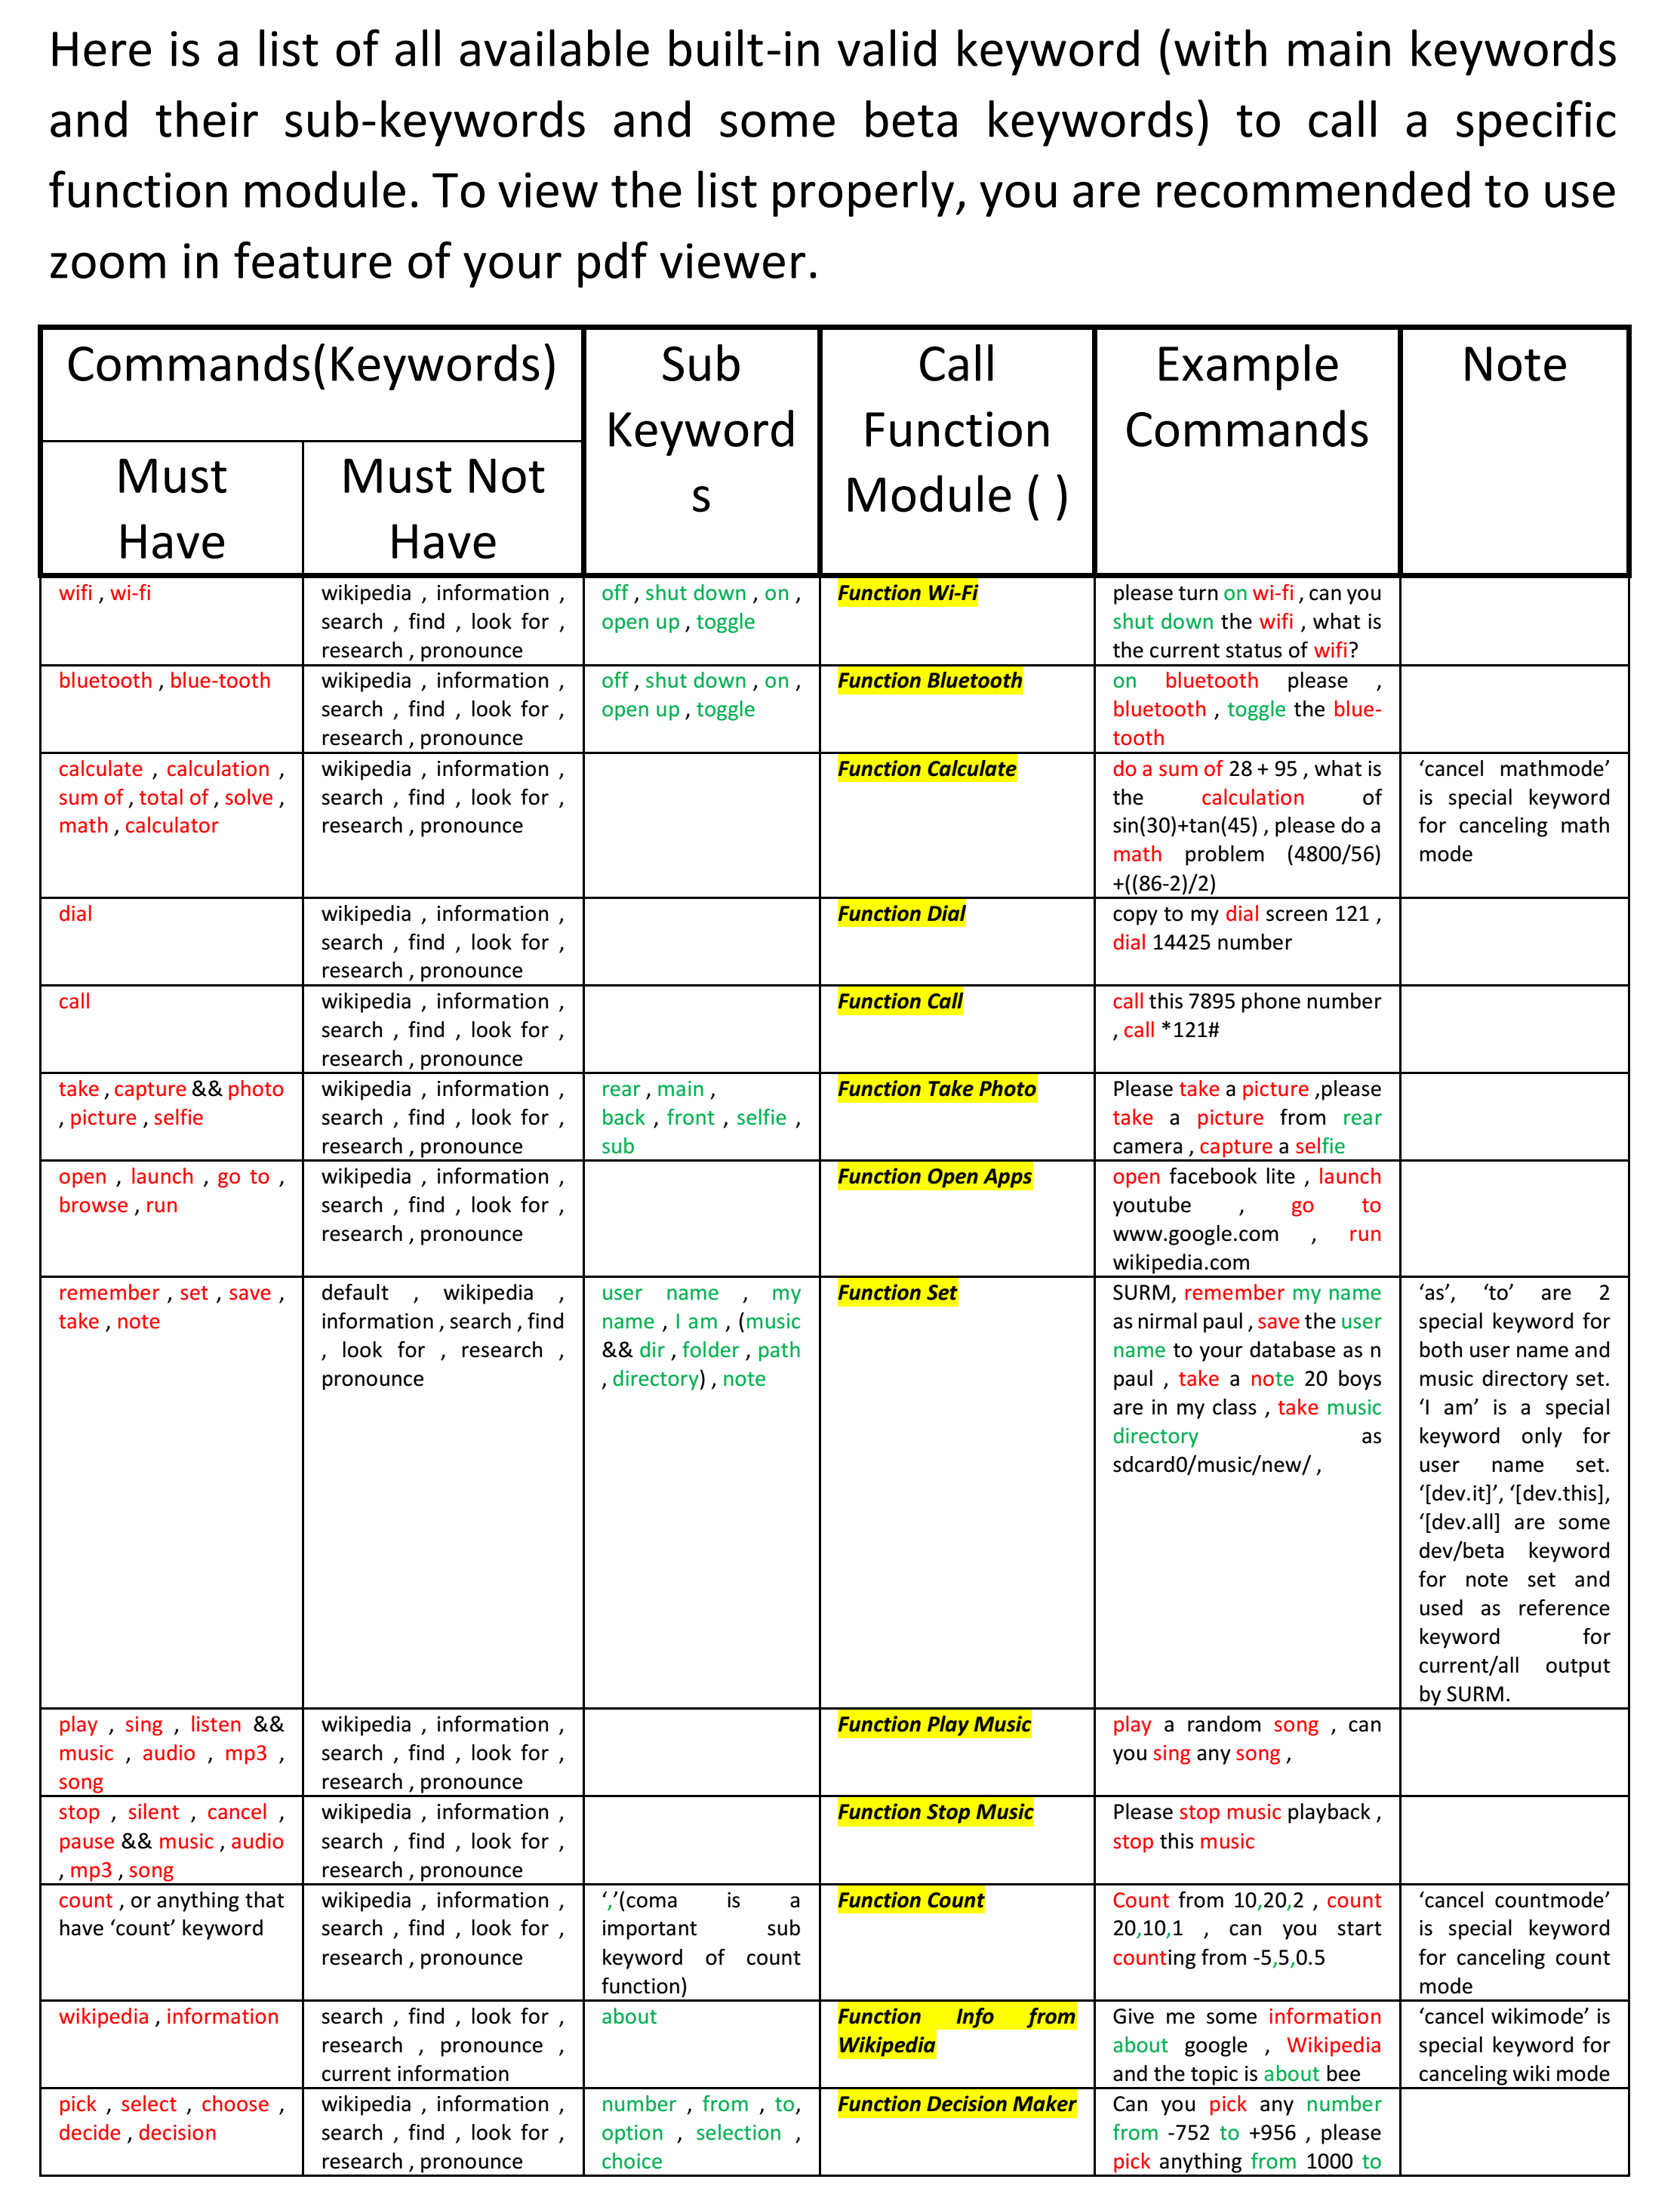 Here is a list of all available built-in valid keyword (with main keywords
and their sub-keywords and some beta keywords) to call a specific
function module. To view the list properly, you are recommended to use
zoom in feature of your pdf viewer.
Commands(Keywords)
Must
Have
Must Not
Have
Sub
Keyword
s
Call
Function
Module ( )
Example
Commands
Note
wifi , wi-fi
wikipedia , information ,
search , find , look for ,
research , pronounce
off , shut down , on ,
open up , toggle
Function Wi-Fi
please turn on wi-fi , can you
shut down the wifi , what is
the current status of wifi?
bluetooth , blue-tooth
wikipedia , information ,
search , find , look for ,
research , pronounce
off , shut down , on ,
open up , toggle
Function Bluetooth
on bluetooth please ,
bluetooth , toggle the blue-
tooth
calculate , calculation ,
sum of , total of , solve ,
math , calculator
wikipedia , information ,
search , find , look for ,
research , pronounce
Function Calculate
do a sum of 28 + 95 , what is
the calculation of
sin(30)+tan(45) , please do a
math problem (4800/56)
+((86-2)/2)
‘cancel mathmode’
is special keyword
for canceling math
mode
dial
wikipedia , information ,
search , find , look for ,
research , pronounce
Function Dial
copy to my dial screen 121 ,
dial 14425 number
call
wikipedia , information ,
search , find , look for ,
research , pronounce
Function Call
call this 7895 phone number
, call *121#
take , capture && photo
, picture , selfie
wikipedia , information ,
search , find , look for ,
research , pronounce
rear , main ,
back , front , selfie ,
sub
Function Take Photo
Please take a picture ,please
take a picture from rear
camera , capture a selfie
open , launch , go to ,
browse , run
wikipedia , information ,
search , find , look for ,
research , pronounce
Function Open Apps
open facebook lite , launch
youtube , go to
www.google.com , run
wikipedia.com
remember , set , save ,
take , note
default , wikipedia ,
information , search , find
, look for , research ,
pronounce
user name , my
name , I am , (music
&& dir , folder , path
, directory) , note
Function Set
SURM, remember my name
as nirmal paul , save the user
name to your database as n
paul , take a note 20 boys
are in my class , take music
directory as
sdcard0/music/new/ ,
‘as’, ‘to’ are 2
special keyword for
both user name and
music directory set.
‘I am’ is a special
keyword only for
user name set.
‘[dev.it]’, ‘[dev.this],
‘[dev.all] are some
dev/beta keyword
for note set and
used as reference
keyword for
current/all output
by SURM.
play , sing , listen &&
music , audio , mp3 ,
song
wikipedia , information ,
search , find , look for ,
research , pronounce
Function Play Music
play a random song , can
you sing any song ,
stop , silent , cancel ,
pause && music , audio
, mp3 , song
wikipedia , information ,
search , find , look for ,
research , pronounce
Function Stop Music
Please stop music playback ,
stop this music
count , or anything that
have ‘count’ keyword
wikipedia , information ,
search , find , look for ,
research , pronounce
‘,’(coma is a
important sub
keyword of count
function)
Function Count
Count from 10,20,2 , count
20,10,1 , can you start
counting from -5,5,0.5
‘cancel countmode’
is special keyword
for canceling count
mode
wikipedia , information
search , find , look for ,
research , pronounce ,
current information
about
Function Info from
Wikipedia
Give me some information
about google , Wikipedia
and the topic is about bee
‘cancel wikimode’ is
special keyword for
canceling wiki mode
pick , select , choose ,
decide , decision
wikipedia , information ,
search , find , look for ,
research , pronounce
number , from , to,
option , selection ,
choice
Function Decision Maker
Can you pick any number
from -752 to +956 , please
pick anything from 1000 to